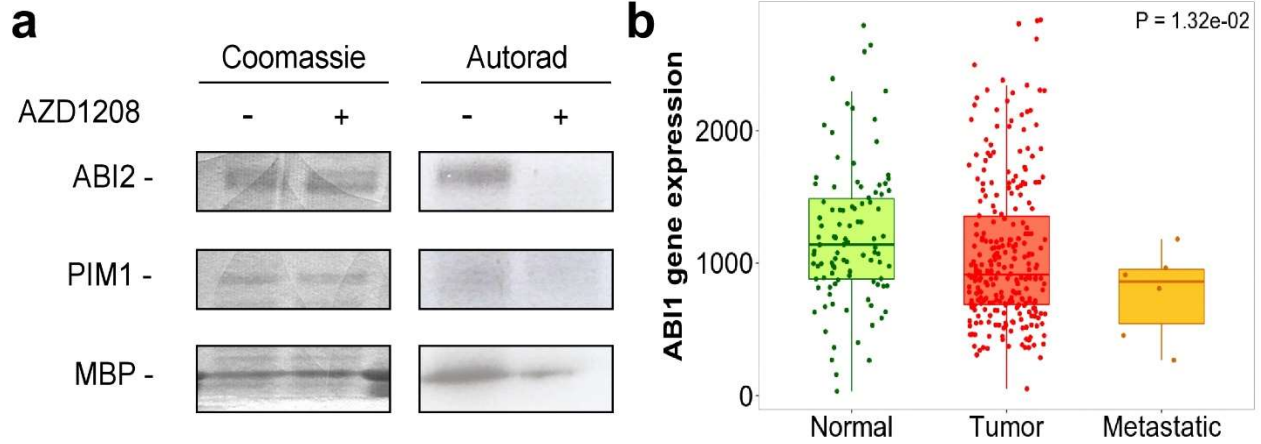 a
Coomassie Autorad
AZD1208 - + - +
ABI2 -
PIM1 -
MBP -
b
P = 1.32e-02
ABI1 gene expression
2000
1000
0
Normal Tumor Metastatic